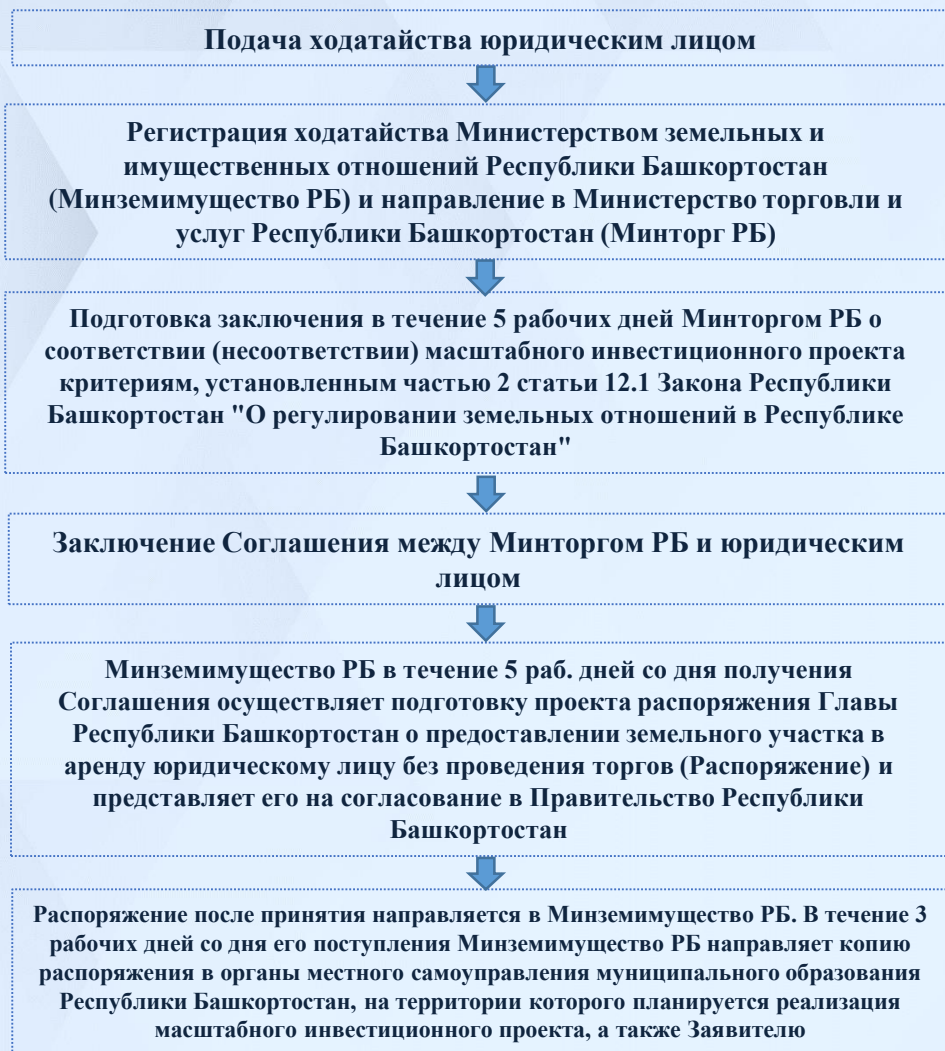 Подача ходатайства юридическим лицом
Регистрация ходатайства Министерством земельных и
имущественных отношений Республики Башкортостан
(Минземимущество РБ) и направление в Министерство торговли и
услуг Республики Башкортостан (Минторг РБ)
Подготовка заключения в течение 5 рабочих дней Минторгом РБ о
соответствии (несоответствии) масштабного инвестиционного проекта
критериям, установленным частью 2 статьи 12.1 Закона Республики
Башкортостан "О регулировании земельных отношений в Республике
Башкортостан"
Заключение Соглашения между Минторгом РБ и юридическим
лицом
Минземимущество РБ в течение 5 раб. дней со дня получения
Соглашения осуществляет подготовку проекта распоряжения Главы
Республики Башкортостан о предоставлении земельного участка в
аренду юридическому лицу без проведения торгов (Распоряжение) и
представляет его на согласование в Правительство Республики
Башкортостан
Распоряжение после принятия направляется в Минземимущество РБ. В течение 3
рабочих дней со дня его поступления Минземимущество РБ направляет копию
распоряжения в органы местного самоуправления муниципального образования
Республики Башкортостан, на территории которого планируется реализация
масштабного инвестиционного проекта, а также Заявителю